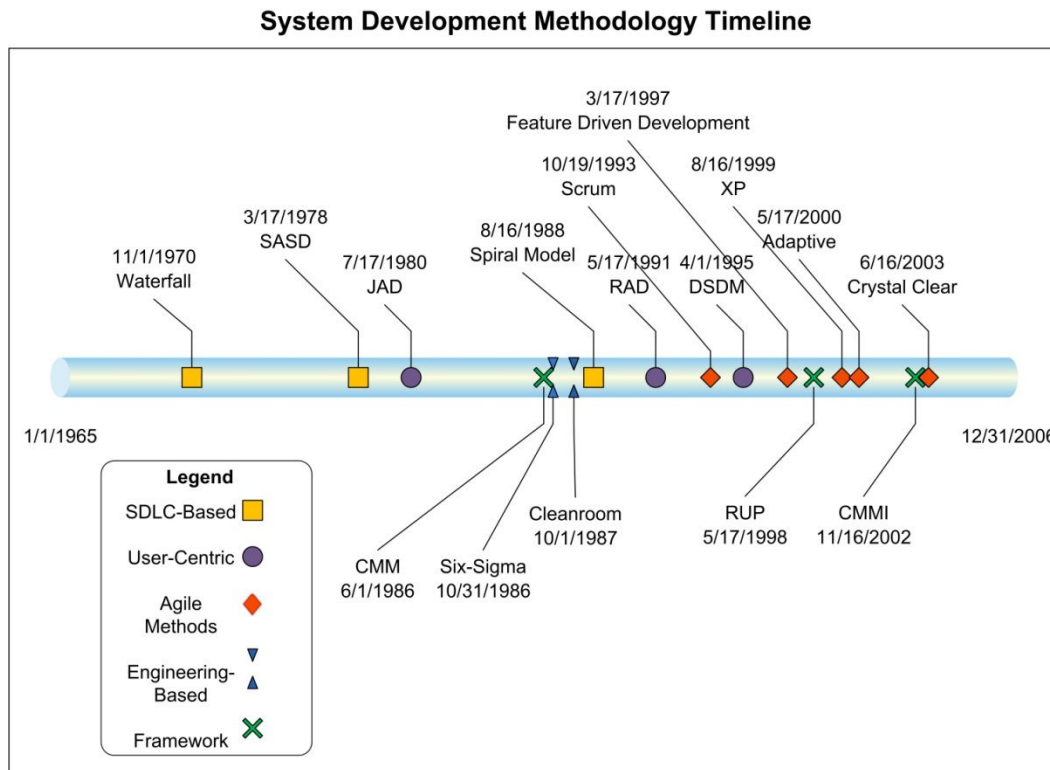 System Development Methodology Timeline
3/17/1997
Feature Driven Development
10/19/1993
Scrum
8/16/1999
XP
3/17/1978
SASD
8/16/1988
Spiral Model
5/17/2000
Adaptive
11/1/1970
Waterfall
7/17/1980
JAD
5/17/1991
RAD
4/1/1995
DSDM
6/16/2003
Crystal Clear
1/1/1965
12/31/2006
Legend
SDLC-Based
User-Centric
Agile
Methods
Engineering-
Based
Framework
CMM
6/1/1986
Six-Sigma
10/31/1986
Cleanroom
10/1/1987
RUP
5/17/1998
CMMI
11/16/2002